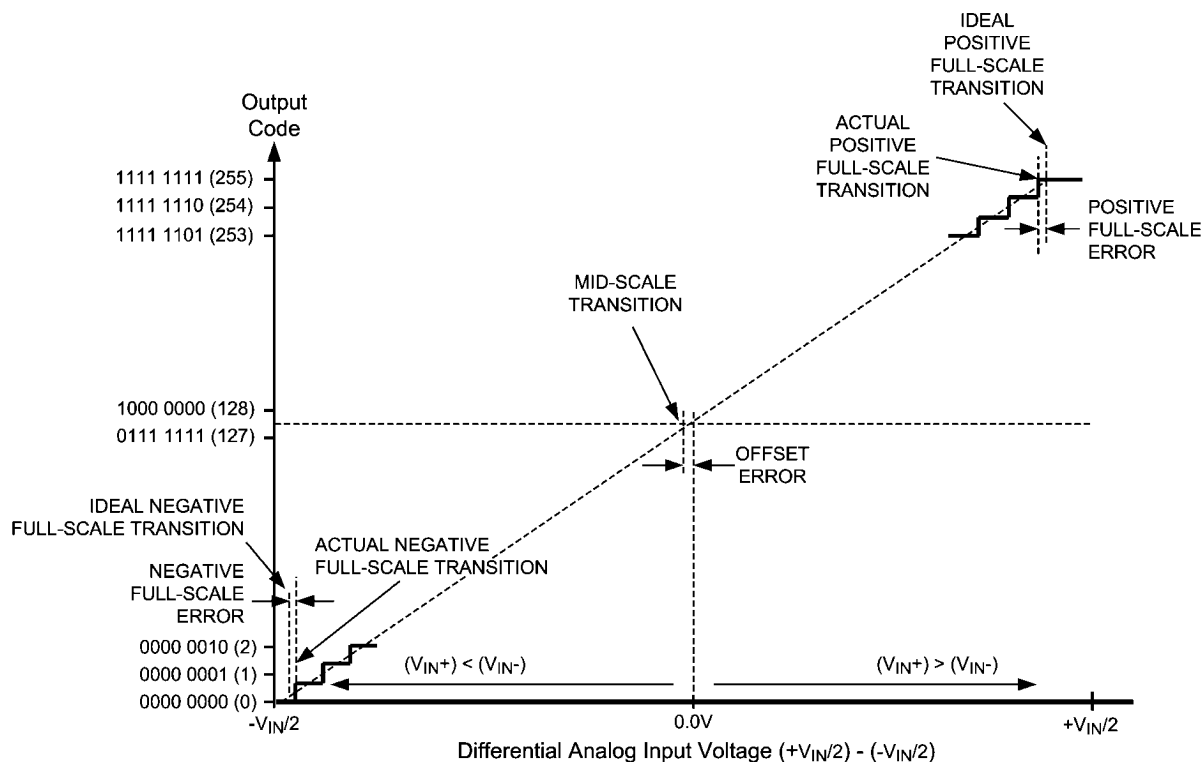 IDEAL
POSITIVE
FULL-SCALE
TRANSITION
Output
Code
ACTUAL
POSITIVE
FULL-SCALE
TRANSITION
1111 1111 (255)
1111 1110 (254)
1111 1101 (253)
POSITIVE
FULL-SCALE
ERROR
MID-SCALE
TRANSITION
1000 0000 (128)
0111 1111 (127)
OFFSET
ERROR
IDEAL NEGATIVE
FULL-SCALE TRANSITION
ACTUAL NEGATIVE
FULL-SCALE TRANSITION
NEGATIVE
FULL-SCALE
ERROR
0000 0010 (2)
0000 0001 (1)
0000 0000 (0)
(VIN+) < (VIN-)
(VIN+) > (VIN-)
-VIN/2
0.0V
+VIN/2
Differential Analog Input Voltage (+VIN/2) - (-VIN/2)